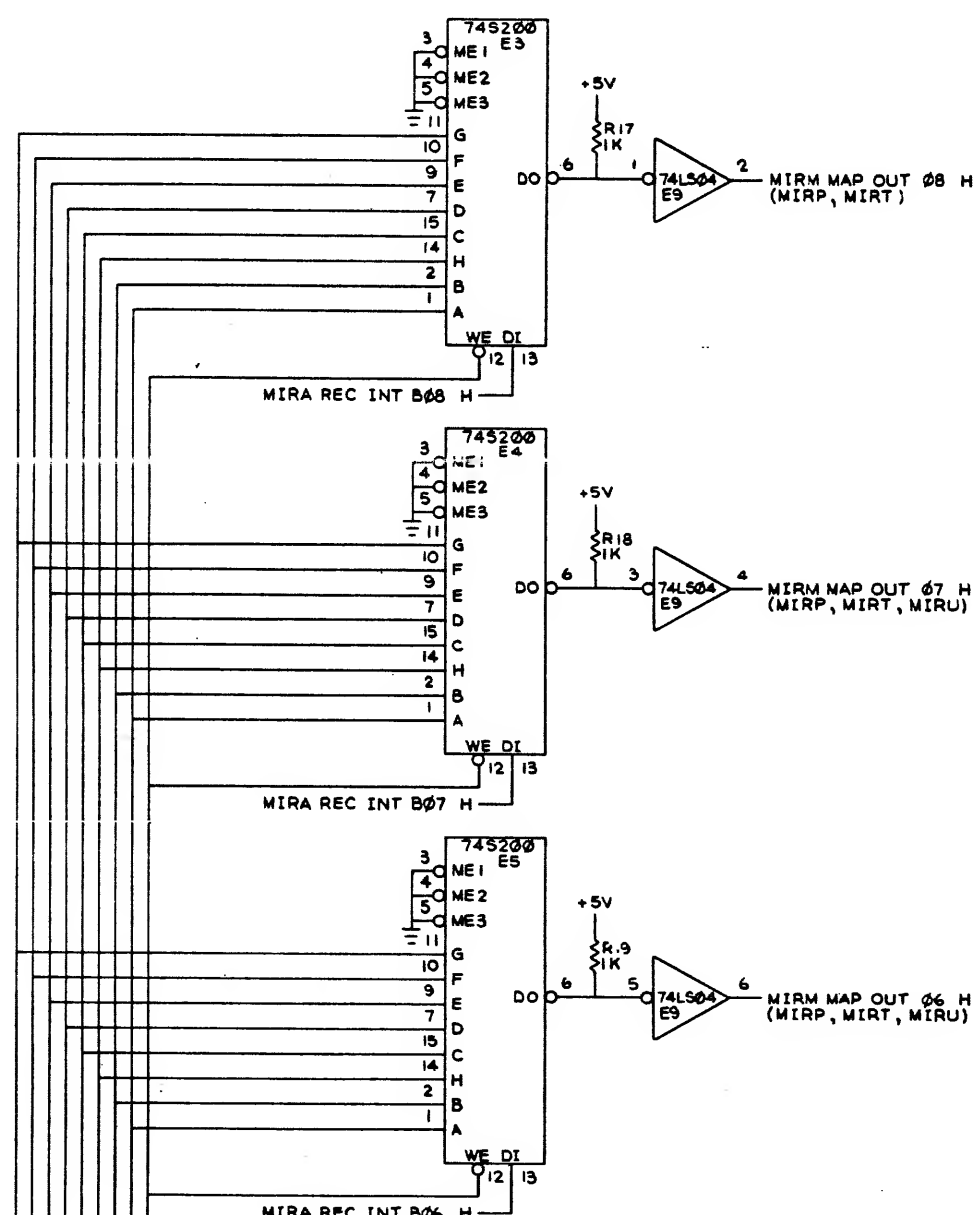 74S200
E3
3 ME1
4 ME2
5 ME3
11 G
10 F
9 E
7 D
15 C
14 H
2 B
1 A
WE DI
12 13
DO 6
+5V
R17
1K
1 74LSØ4 2
E9
MIRM MAP OUT Ø8 H
(MIRP, MIRT)
MIRA REC INT BØ8 H
74S2ØØ
E4
3 ME1
4 ME2
5 ME3
11 G
10 F
9 E
7 D
15 C
14 H
2 B
1 A
WE DI
12 13
DO 6
+5V
R18
1K
3 74LSØ4 4
E9
MIRM MAP OUT Ø7 H
(MIRP, MIRT, MIRU)
MIRA REC INT BØ7 H
74S2ØØ
E5
3 ME1
4 ME2
5 ME3
11 G
10 F
9 E
7 D
15 C
14 H
2 B
1 A
WE DI
12 13
DO 6
+5V
R19
1K
5 74LSØ4 6
E9
MIRM MAP OUT Ø6 H
(MIRP, MIRT, MIRU)
MIRA REC INT BØ6 H